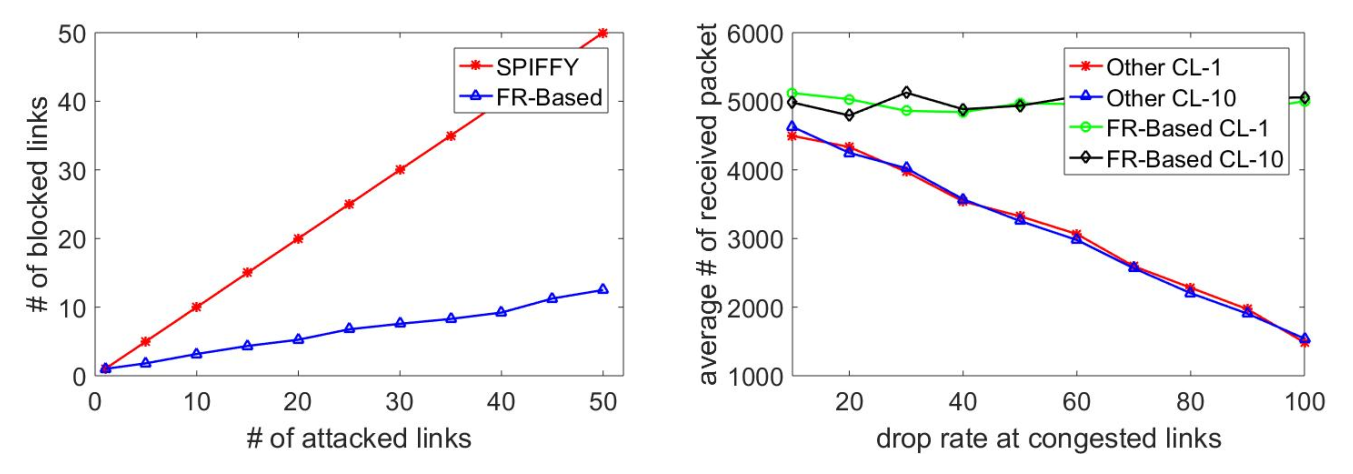 # of blocked links
50
40
30
20
10
0
0 10 20 30 40 50
# of attacked links
SPIFFY
FR-Based
average # of received packet
6000
5000
4000
3000
2000
1000
20 40 60 80 100
drop rate at congested links
Other CL-1
Other CL-10
FR-Based CL-1
FR-Based CL-10